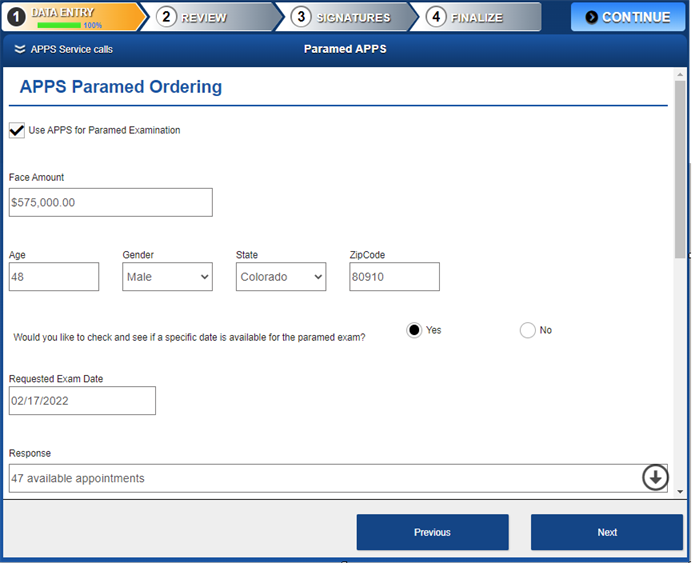 1 DATA ENTRY 100% 2 REVIEW 3 SIGNATURES 4 FINALIZE CONTINUE
APPS Service calls Paramed APPS
APPS Paramed Ordering
Use APPS for Paramed Examination
Face Amount
$575,000.00
Age Gender State ZipCode
48 Male Colorado 80910
Would you like to check and see if a specific date is available for the paramed exam? Yes No
Requested Exam Date
02/17/2022
Response
47 available appointments
Previous Next